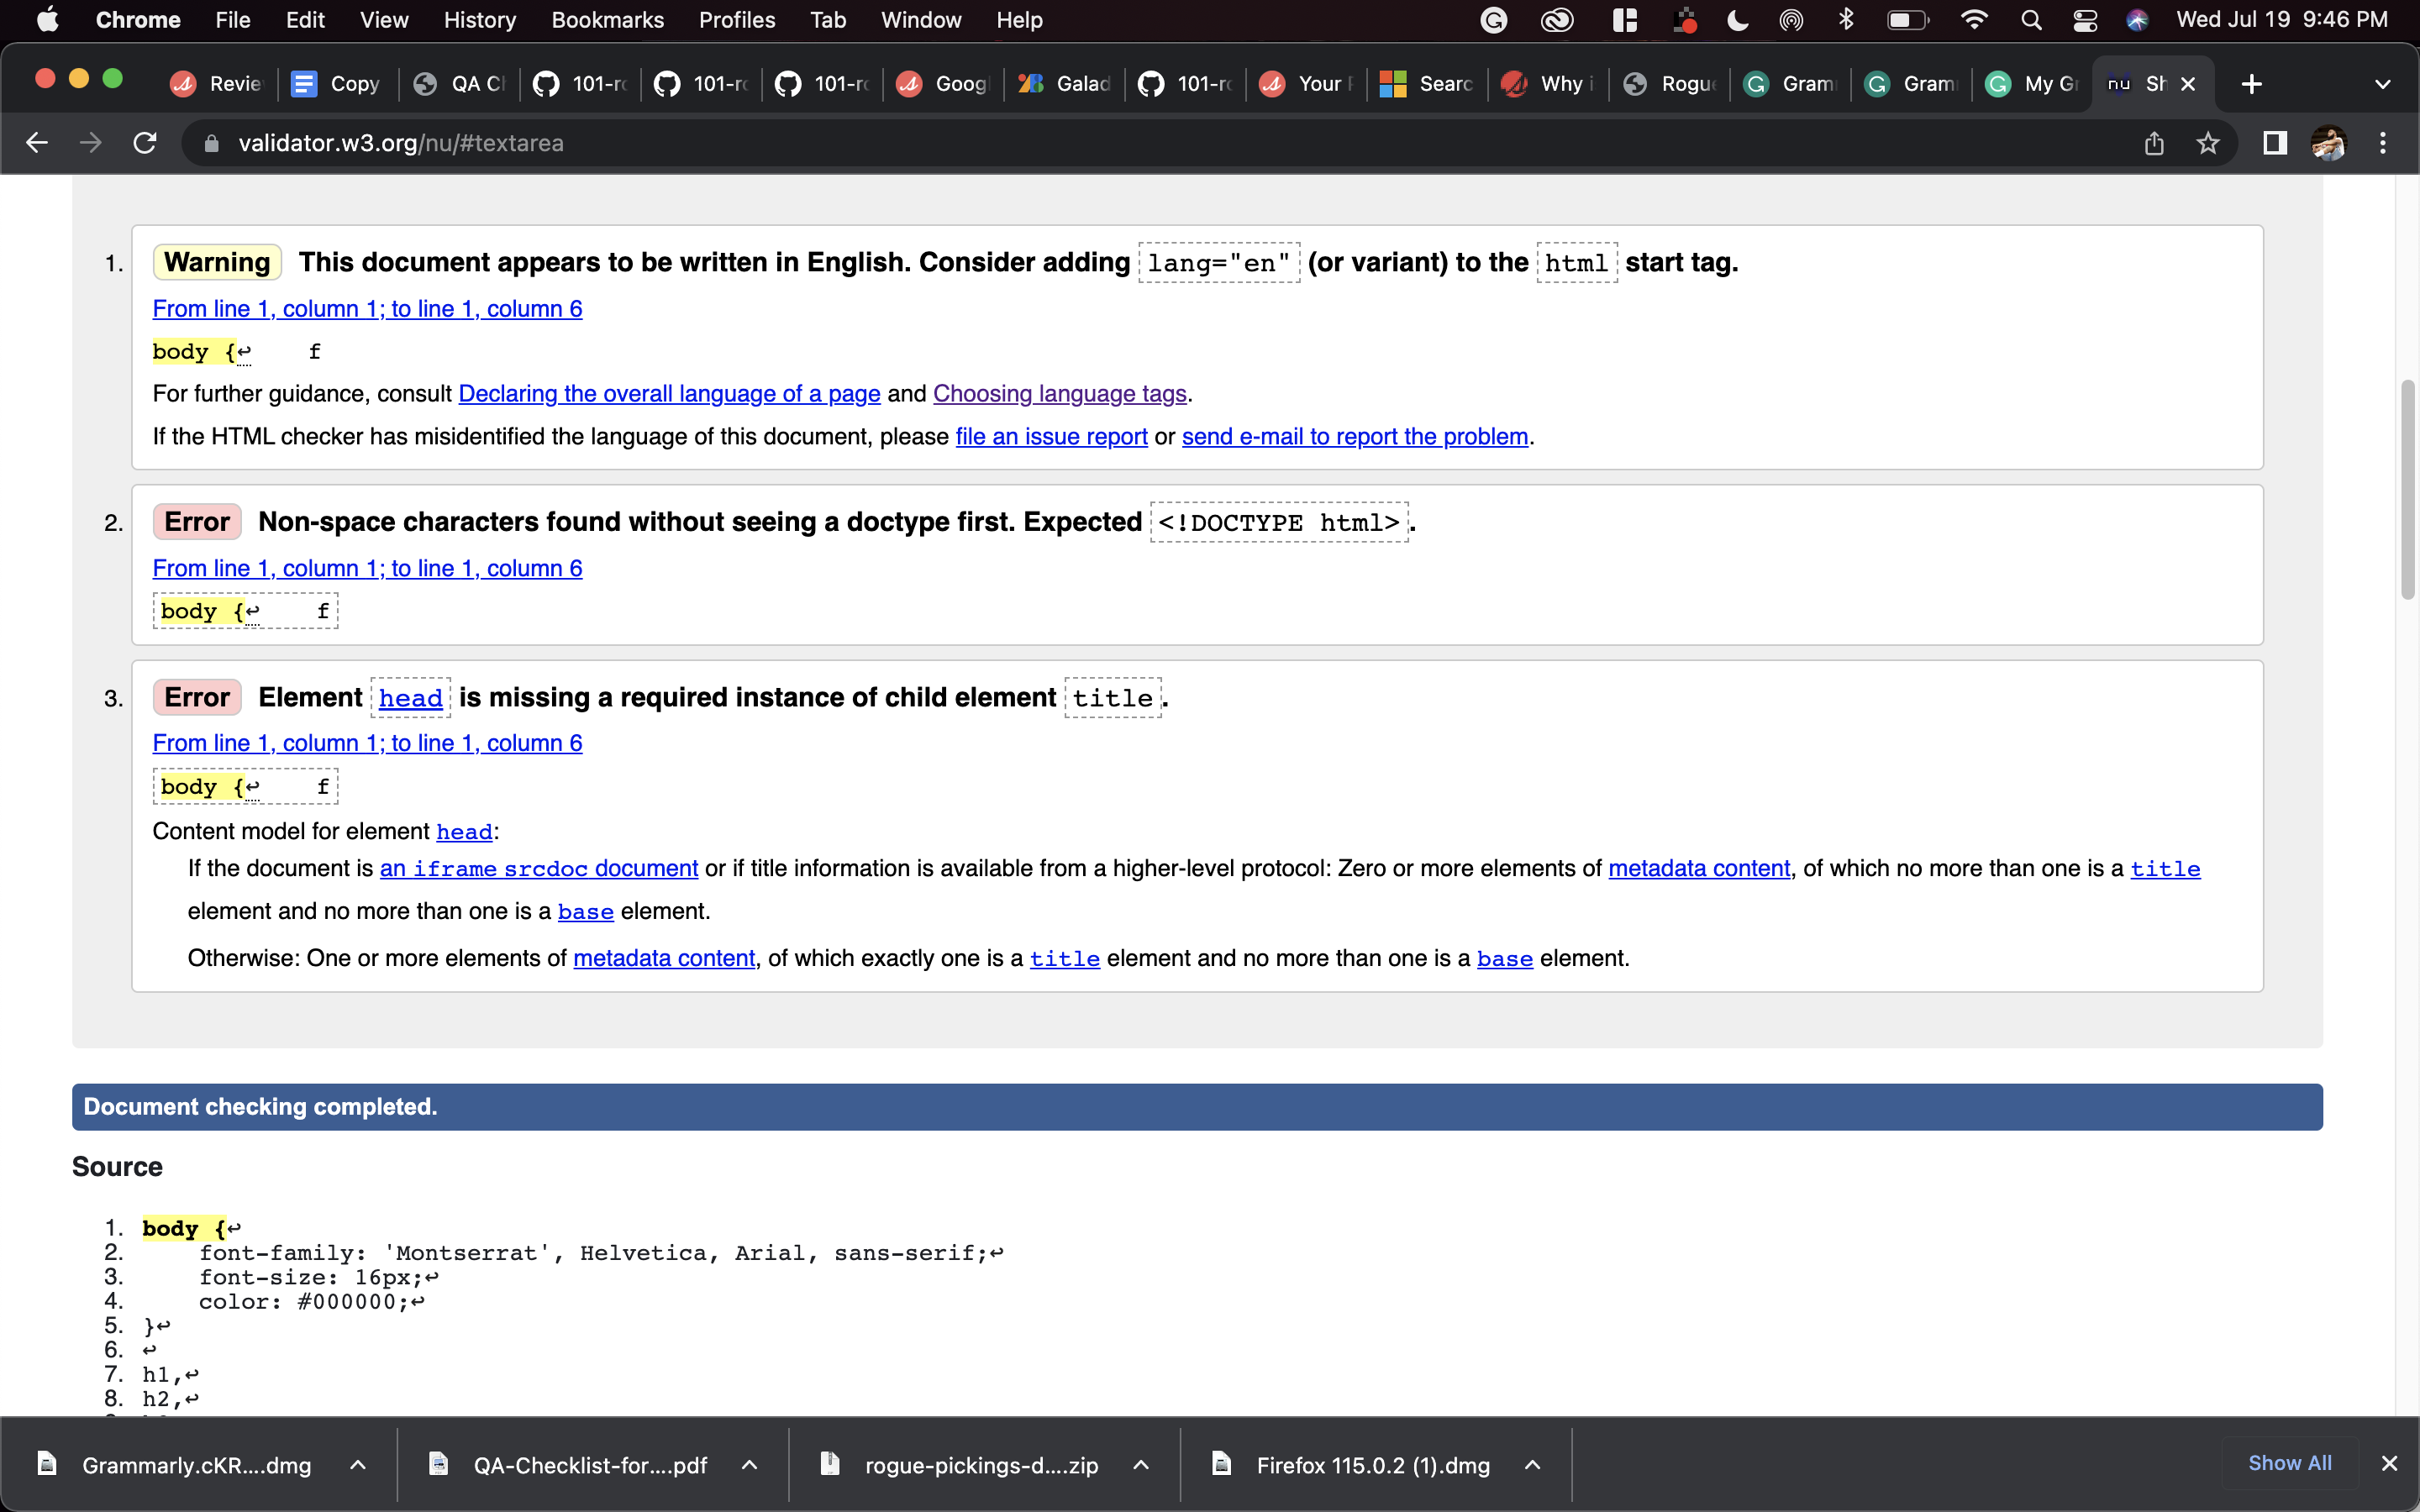 Chrome File Edit View History Bookmarks Profiles Tab Window Help Wed Jul 19 9:46 PM
Revie Copy QA Cl 101-ro 101-ro 101-ro Googl Galad 101-ro Your Searc Why i Rogue Gram Gram My Gr nu Sh
validator.w3.org/nu/#textarea
1. Warning This document appears to be written in English. Consider adding lang="en" (or variant) to the html start tag.
From line 1, column 1; to line 1, column 6
body {↩ f
For further guidance, consult Declaring the overall language of a page and Choosing language tags.
If the HTML checker has misidentified the language of this document, please file an issue report or send e-mail to report the problem.
2. Error Non-space characters found without seeing a doctype first. Expected <!DOCTYPE html>.
From line 1, column 1; to line 1, column 6
body {↩ f
3. Error Element head is missing a required instance of child element title.
From line 1, column 1; to line 1, column 6
body {↩ f
Content model for element head:
If the document is an iframe srcdoc document or if title information is available from a higher-level protocol: Zero or more elements of metadata content, of which no more than one is a title
element and no more than one is a base element.
Otherwise: One or more elements of metadata content, of which exactly one is a title element and no more than one is a base element.
Document checking completed.
Source
1. body {↩
2. font-family: 'Montserrat', Helvetica, Arial, sans-serif;↩
3. font-size: 16px;↩
4. color: #000000;↩
5. }↩
6. ↩
7. h1,↩
8. h2,↩
Grammarly.cKR....dmg QA-Checklist-for....pdf rogue-pickings-d....zip Firefox 115.0.2 (1).dmg Show All